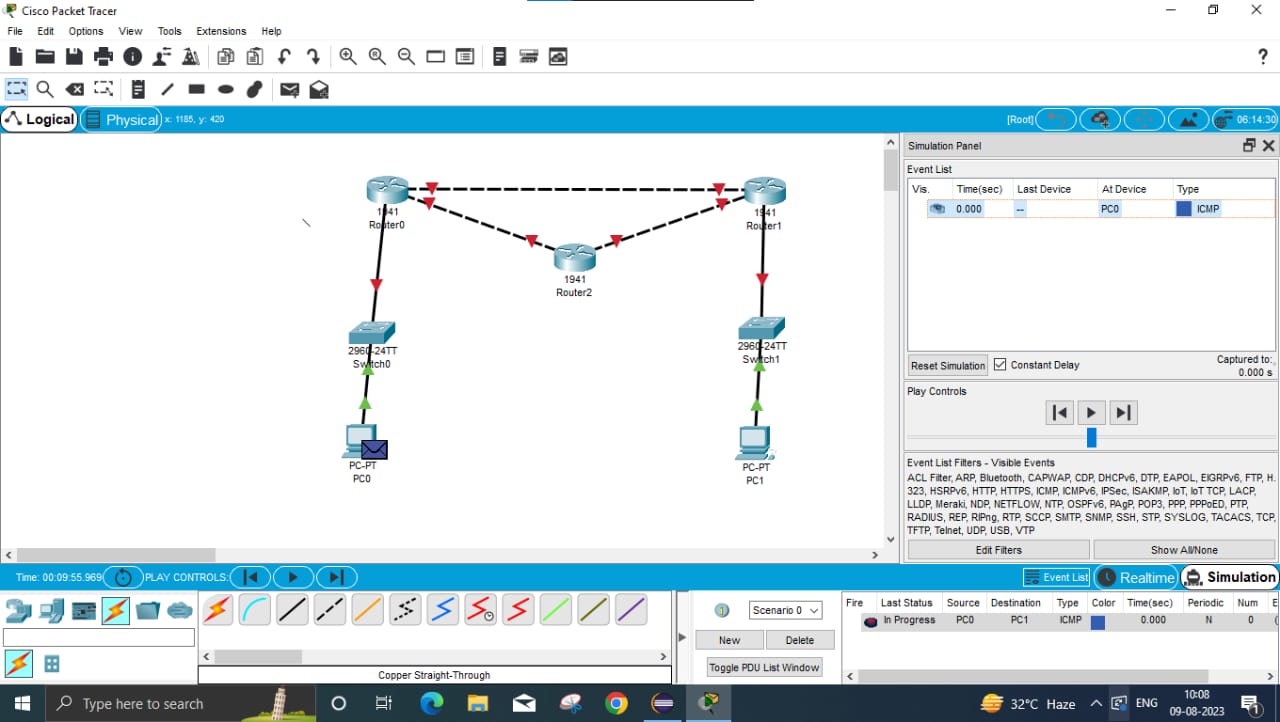 Cisco Packet Tracer
File Edit Options View Tools Extensions Help
?
Logical Physical x: 1185, y: 420 [Root] 06:14:30
Simulation Panel
Event List
Vis. Time(sec) Last Device At Device Type
0.000 -- PC0 ICMP
1941
Router0
1941
Router1
1941
Router2
2960-24TT
Switch0
2960-24TT
Switch1
PC-PT
PC0
PC-PT
PC1
Reset Simulation Constant Delay
Captured to:
0.000 s
Play Controls
Event List Filters - Visible Events
ACL Filter, ARP, Bluetooth, CAPWAP, CDP, DHCPv6, DTP, EAPOL, EIGRPv6, FTP, H.
323, HSRPv6, HTTP, HTTPS, ICMP, ICMPv6, IPSec, ISAKMP, IoT, IoT TCP, LACP,
LLDP, Meraki, NDP, NETFLOW, NTP, OSPFv6, PAgP, POP3, PPP, PPPoED, PTP,
RADIUS, REP, RIPng, RTP, SCCP, SMTP, SNMP, SSH, STP, SYSLOG, TACACS, TCP,
TFTP, Telnet, UDP, USB, VTP
Edit Filters Show All/None
Time: 00:09:55.969 PLAY CONTROLS: Event List Realtime Simulation
Scenario 0
New Delete
Toggle PDU List Window
Fire Last Status Source Destination Type Color Time(sec) Periodic Num E
In Progress PC0 PC1 ICMP 0.000 N 0 (
Copper Straight-Through
Type here to search
32°C Haze ENG
10:08
09-08-2023
1